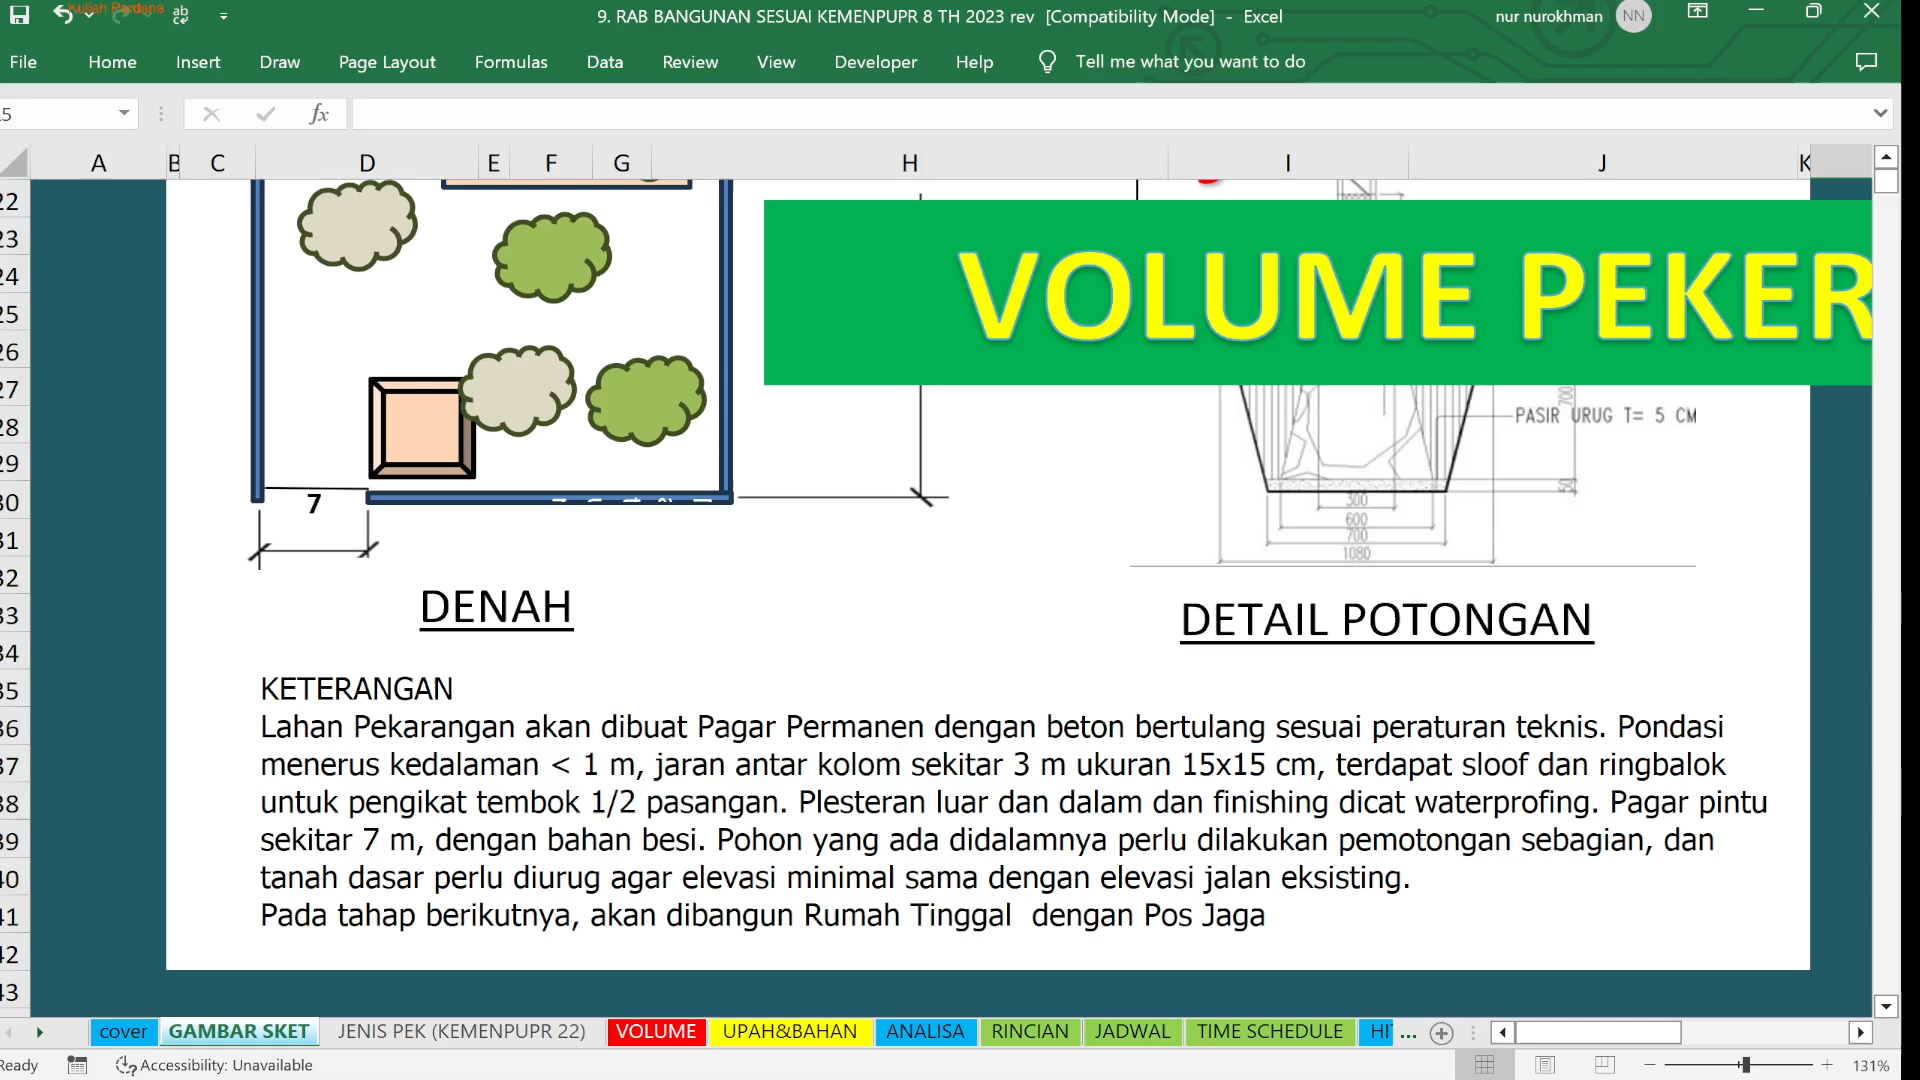 Kuliah Perdana
9. RAB BANGUNAN SESUAI KEMENPUPR 8 TH 2023 rev [Compatibility Mode] - Excel
nur nurokhman NN
File Home Insert Draw Page Layout Formulas Data Review View Developer Help Tell me what you want to do
fx
A B C D E F G H I J K
VOLUME PEKER
PASIR URUG T= 5 CM
700
50
300
600
700
1080
7
DENAH
DETAIL POTONGAN
KETERANGAN
Lahan Pekarangan akan dibuat Pagar Permanen dengan beton bertulang sesuai peraturan teknis. Pondasi
menerus kedalaman < 1 m, jaran antar kolom sekitar 3 m ukuran 15x15 cm, terdapat sloof dan ringbalok
untuk pengikat tembok 1/2 pasangan. Plesteran luar dan dalam dan finishing dicat waterprofing. Pagar pintu
sekitar 7 m, dengan bahan besi. Pohon yang ada didalamnya perlu dilakukan pemotongan sebagian, dan
tanah dasar perlu diurug agar elevasi minimal sama dengan elevasi jalan eksisting.
Pada tahap berikutnya, akan dibangun Rumah Tinggal dengan Pos Jaga
cover GAMBAR SKET JENIS PEK (KEMENPUPR 22) VOLUME UPAH&BAHAN ANALISA RINCIAN JADWAL TIME SCHEDULE HI ...
Ready Accessibility: Unavailable 131%